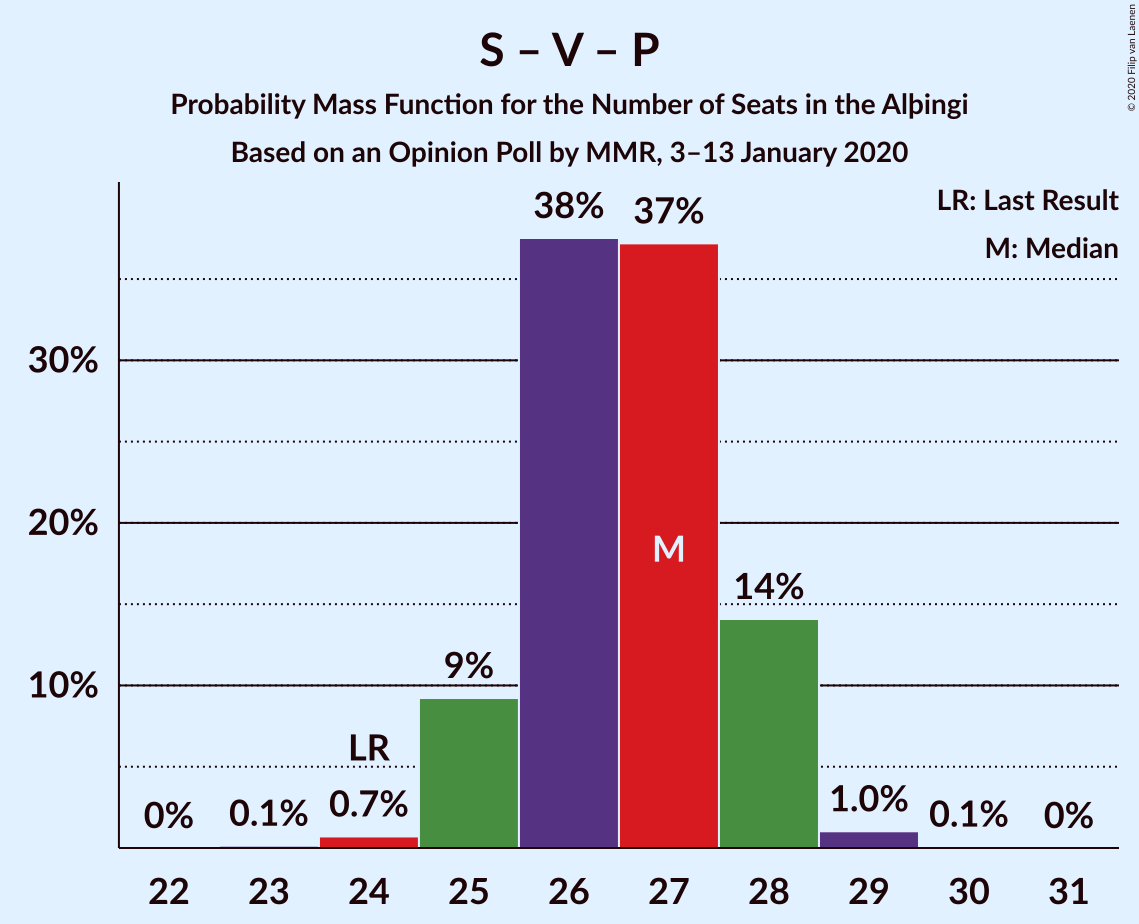 S – V – P
Probability Mass Function for the Number of Seats in the Alþingi
Based on an Opinion Poll by MMR, 3–13 January 2020
© 2020 Filip van Laenen
LR: Last Result
M: Median
38%
37%
30%
20%
M
14%
9%
10%
LR
0%
0.1%
0.7%
1.0%
0.1%
0%
22 23 24 25 26 27 28 29 30 31